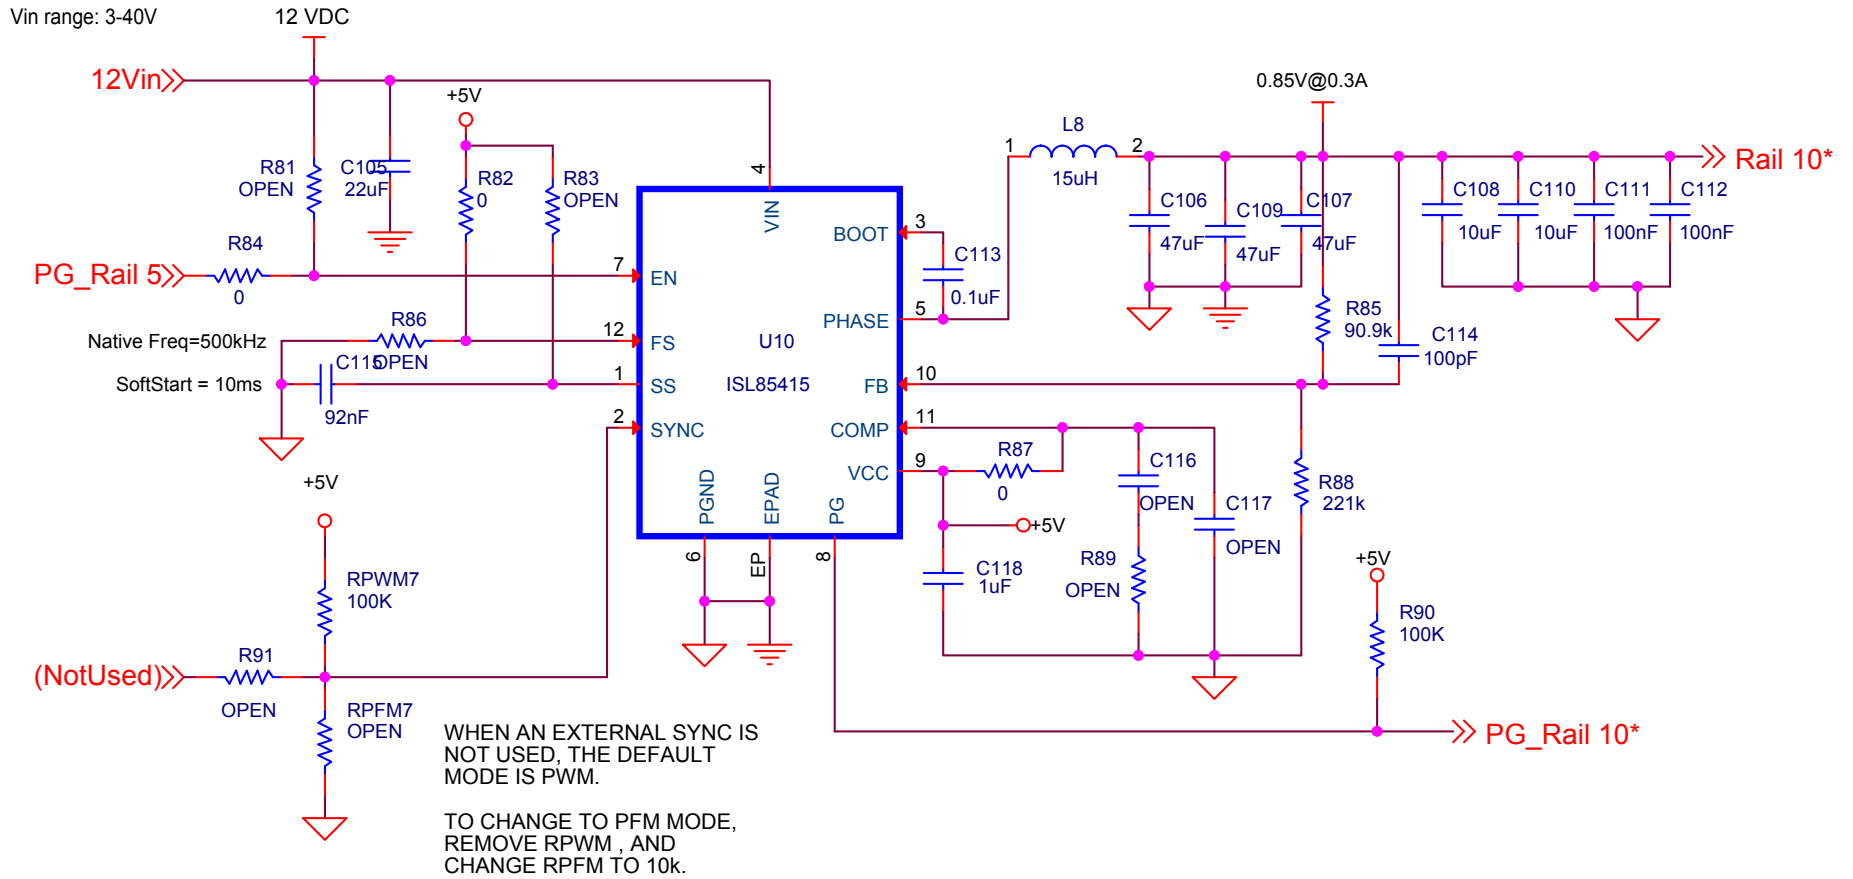 Vin range: 3-40V
12 VDC
12Vin
+5V
0.85V@0.3A
R81
OPEN
C105
22uF
R82
0
R83
OPEN
4
VIN
1
L8
2
15uH
Rail 10*
C106
47uF
C109
47uF
C107
47uF
C108
10uF
C110
10uF
C111
100nF
C112
100nF
R84
0
PG_Rail 5
7
EN
BOOT
3
C113
0.1uF
PHASE
5
R85
90.9k
C114
100pF
Native Freq=500kHz
R86
OPEN
12
FS
U10
ISL85415
SoftStart = 10ms
C115
92nF
1
SS
FB
10
2
SYNC
COMP
11
VCC
9
R87
0
C116
OPEN
C117
OPEN
R88
221k
PGND
EPAD
PG
6
EP
8
+5V
C118
1uF
R89
OPEN
+5V
RPWM7
100K
+5V
R90
100K
(NotUsed)
R91
OPEN
RPFM7
OPEN
PG_Rail 10*
WHEN AN EXTERNAL SYNC IS
NOT USED, THE DEFAULT
MODE IS PWM.
TO CHANGE TO PFM MODE,
REMOVE RPWM , AND
CHANGE RPFM TO 10k.